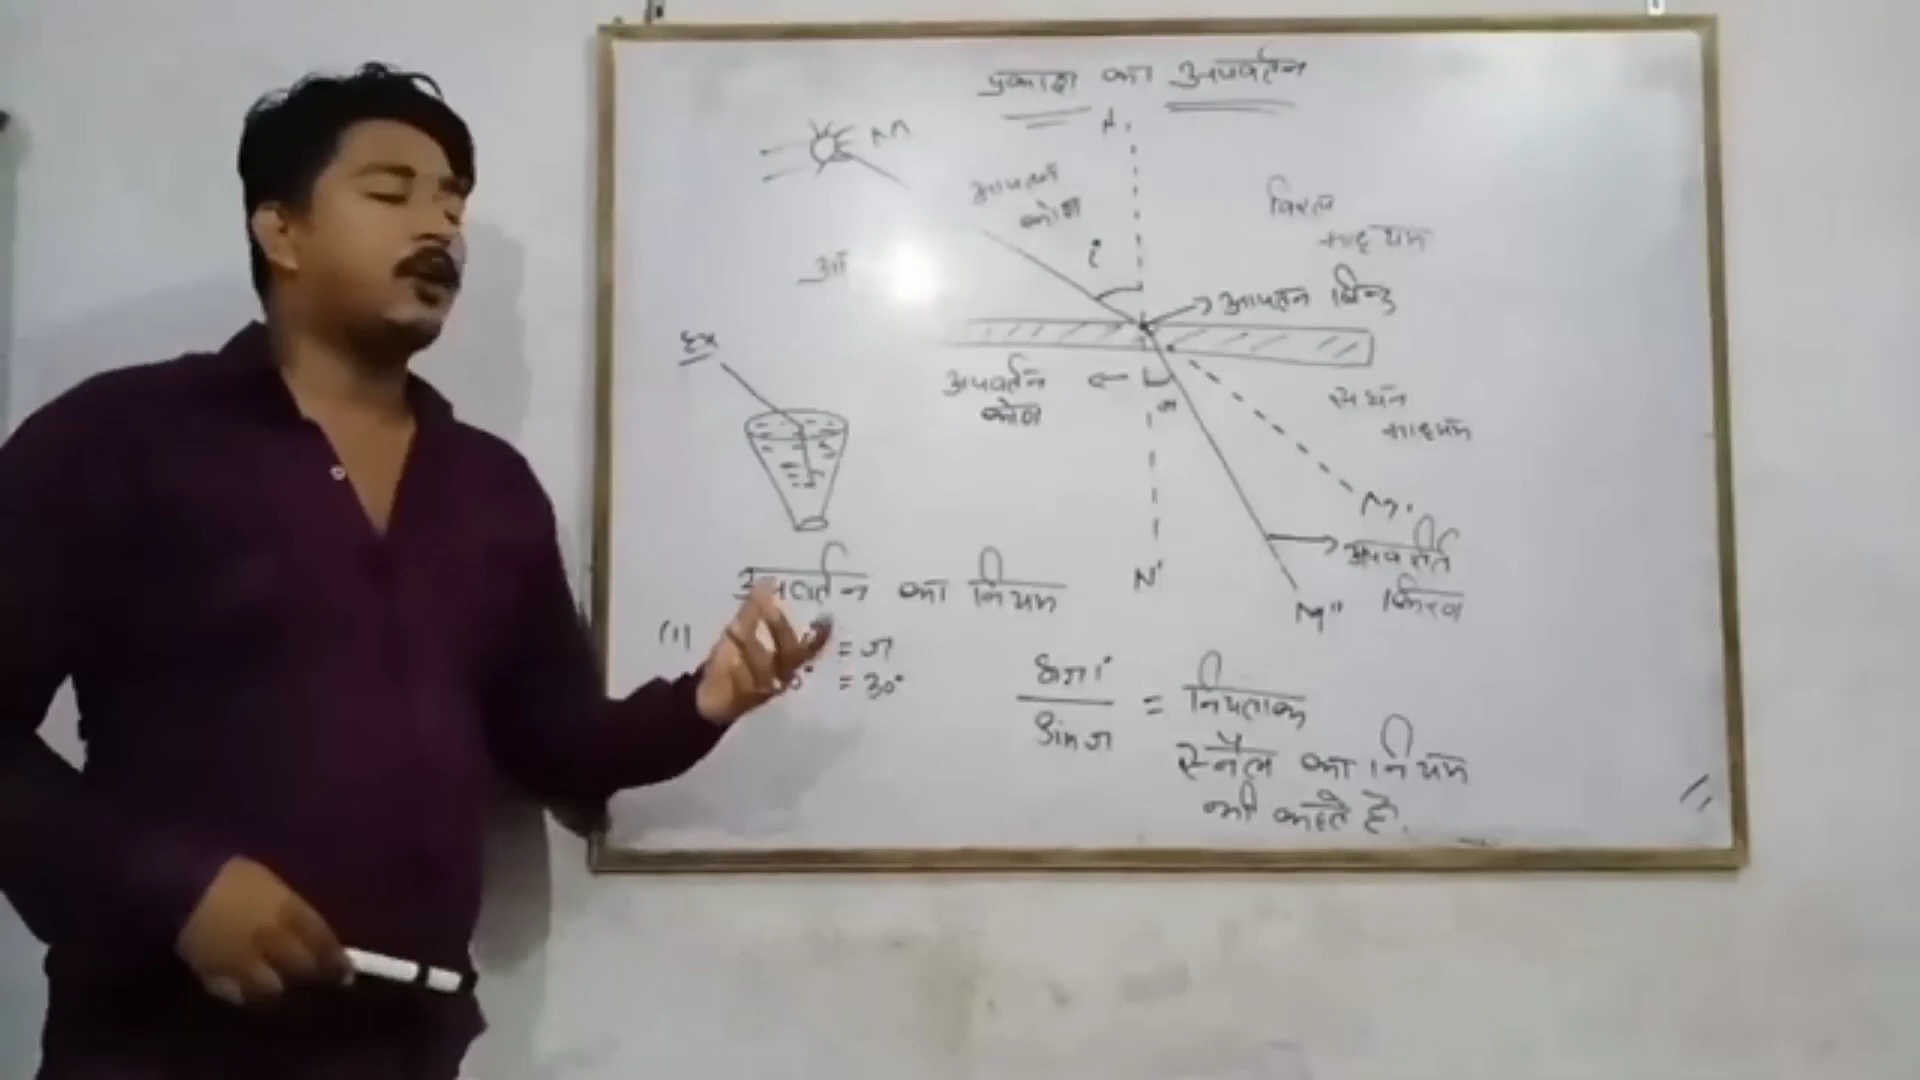 प्रकाश का अपवर्तन
M
आपतन
कोण
i
विरल
माध्यम
आपतन बिन्दु
Ex
अपवर्तन
कोण
सघन
माध्यम
M'
अपवर्तित
किरण
N'
M"
अपवर्तन का नियम
(1)
= r
= 30°
sin i
sin r
= नियतांक
स्नैल का नियम
भी कहते है.